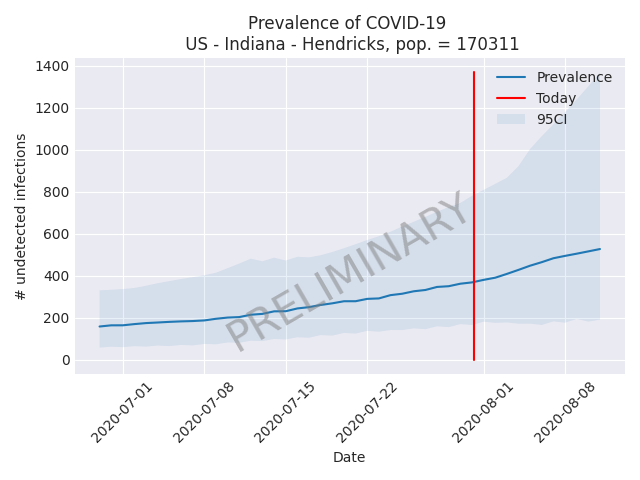 Prevalence of COVID-19
US - Indiana - Hendricks, pop. = 170311
1400
1200
1000
800
600
400
200
0
# undetected infections
Prevalence
Today
95CI
PRELIMINARY
2020-07-01
2020-07-08
2020-07-15
2020-07-22
2020-08-01
2020-08-08
Date